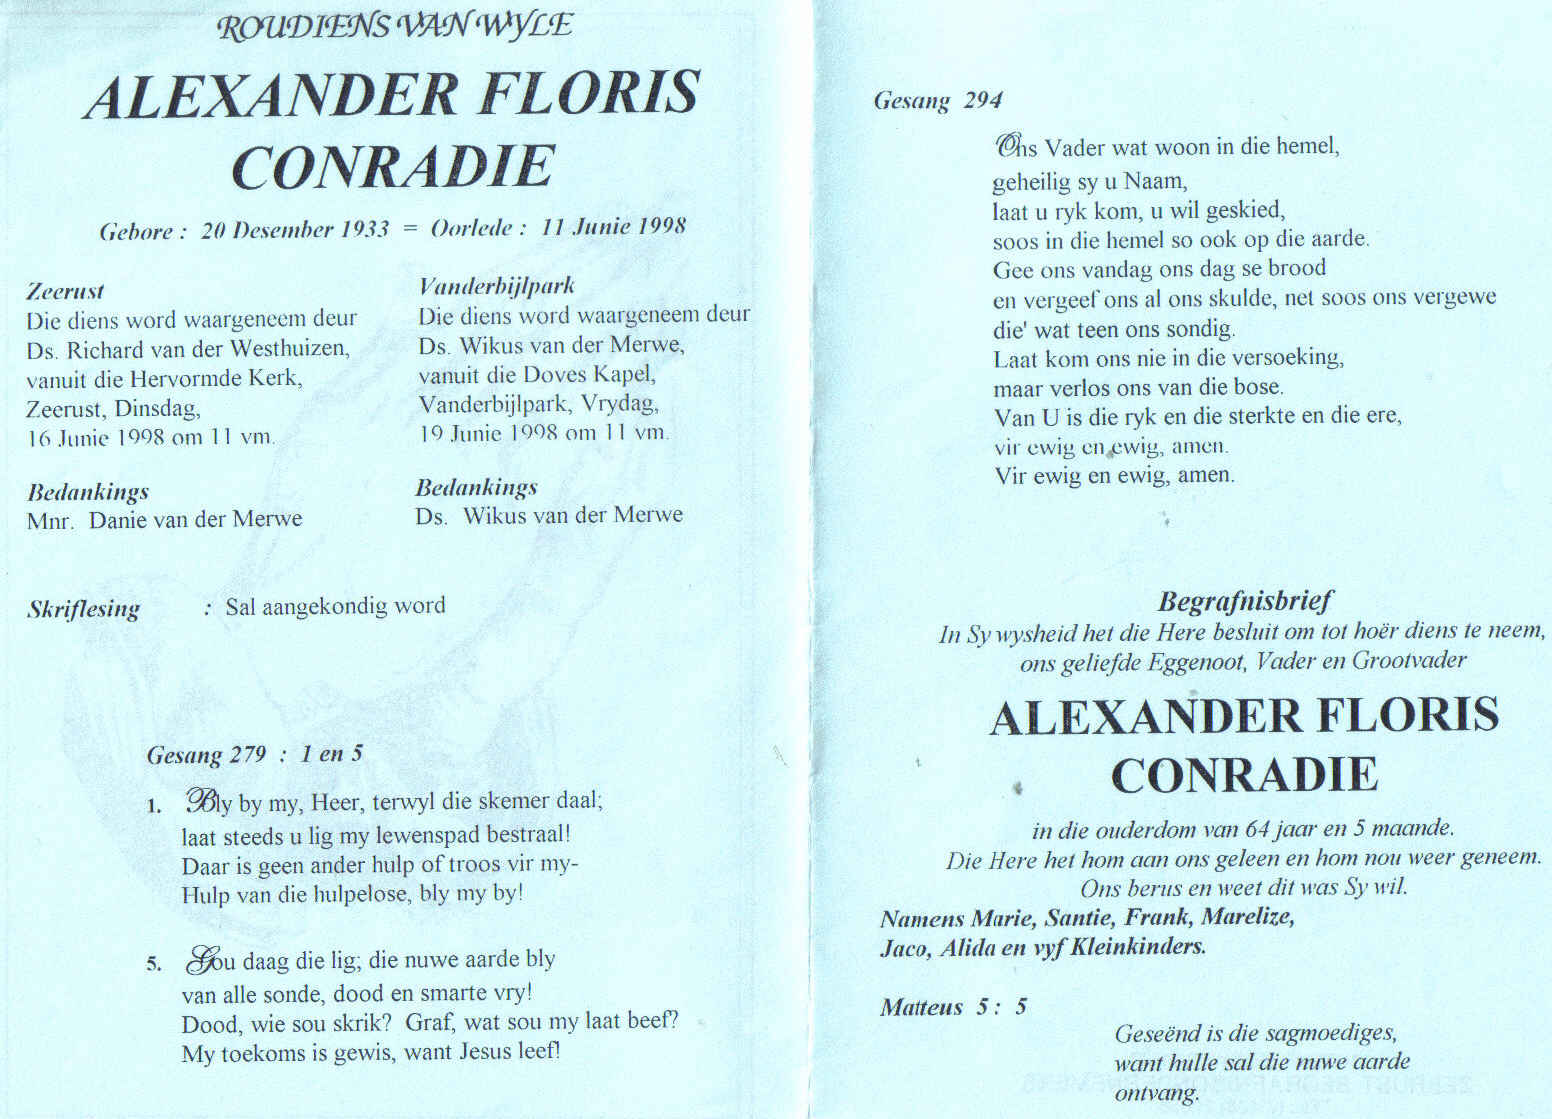 ROUDIENS VAN WYLE
ALEXANDER FLORIS
CONRADIE
Gebore : 20 Desember 1933 = Oorlede : 11 Junie 1998
Zeerust
Die diens word waargeneem deur
Ds. Richard van der Westhuizen,
vanuit die Hervormde Kerk,
Zeerust, Dinsdag,
16 Junie 1998 om 11 vm.
Bedankings
Mnr. Danie van der Merwe
Vanderbijlpark
Die diens word waargeneem deur
Ds. Wikus van der Merwe,
vanuit die Doves Kapel,
Vanderbijlpark, Vrydag,
19 Junie 1998 om 11 vm.
Bedankings
Ds. Wikus van der Merwe
Skriflesing : Sal aangekondig word
Gesang 279 : 1 en 5
1. Bly by my, Heer, terwyl die skemer daal;
laat steeds u lig my lewenspad bestraal!
Daar is geen ander hulp of troos vir my-
Hulp van die hulpelose, bly my by!
5. Gou daag die lig; die nuwe aarde bly
van alle sonde, dood en smarte vry!
Dood, wie sou skrik? Graf, wat sou my laat beef?
My toekoms is gewis, want Jesus leef!
Gesang 294
Ons Vader wat woon in die hemel,
geheilig sy u Naam,
laat u ryk kom, u wil geskied,
soos in die hemel so ook op die aarde.
Gee ons vandag ons dag se brood
en vergeef ons al ons skulde, net soos ons vergewe
die' wat teen ons sondig.
Laat kom ons nie in die versoeking,
maar verlos ons van die bose.
Van U is die ryk en die sterkte en die ere,
vir ewig en ewig, amen.
Vir ewig en ewig, amen.
Begrafnisbrief
In Sy wysheid het die Here besluit om tot hoër diens te neem,
ons geliefde Eggenoot, Vader en Grootvader
ALEXANDER FLORIS
CONRADIE
in die ouderdom van 64 jaar en 5 maande.
Die Here het hom aan ons geleen en hom nou weer geneem.
Ons berus en weet dit was Sy wil.
Namens Marie, Santie, Frank, Marelize,
Jaco, Alida en vyf Kleinkinders.
Matteus 5 : 5
Geseënd is die sagmoediges,
want hulle sal die nuwe aarde
ontvang.